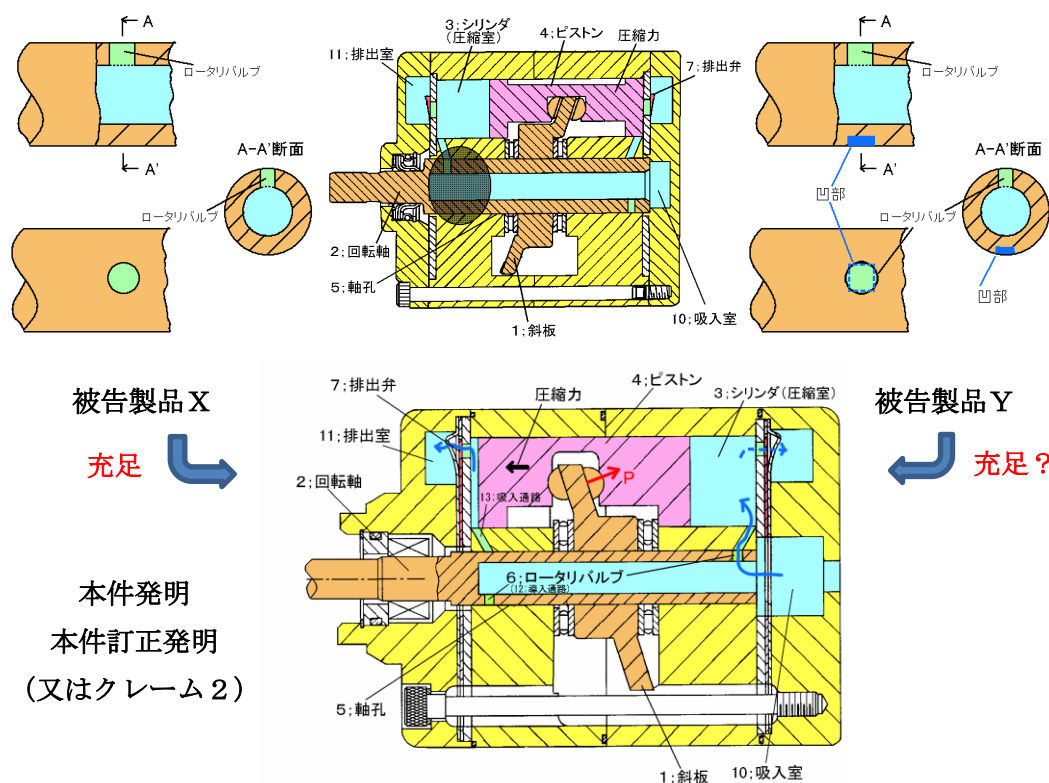 A
ロータリバルブ
A'
A-A'断面
ロータリバルブ
3;シリンダ
(圧縮室)
4;ピストン
圧縮力
11;排出室
7;排出弁
2;回転軸
5;軸孔
1;斜板
10;吸入室
A
ロータリバルブ
A'
A-A'断面
凹部
ロータリバルブ
凹部
被告製品X
充足
被告製品Y
充足？
本件発明
本件訂正発明
(又はクレーム２)
7;排出弁
圧縮力
4;ピストン
3;シリンダ(圧縮室)
11;排出室
2;回転軸
P
13;吸入通路
6;ロータリバルブ
(12;導入通路)
5;軸孔
1;斜板
10;吸入室